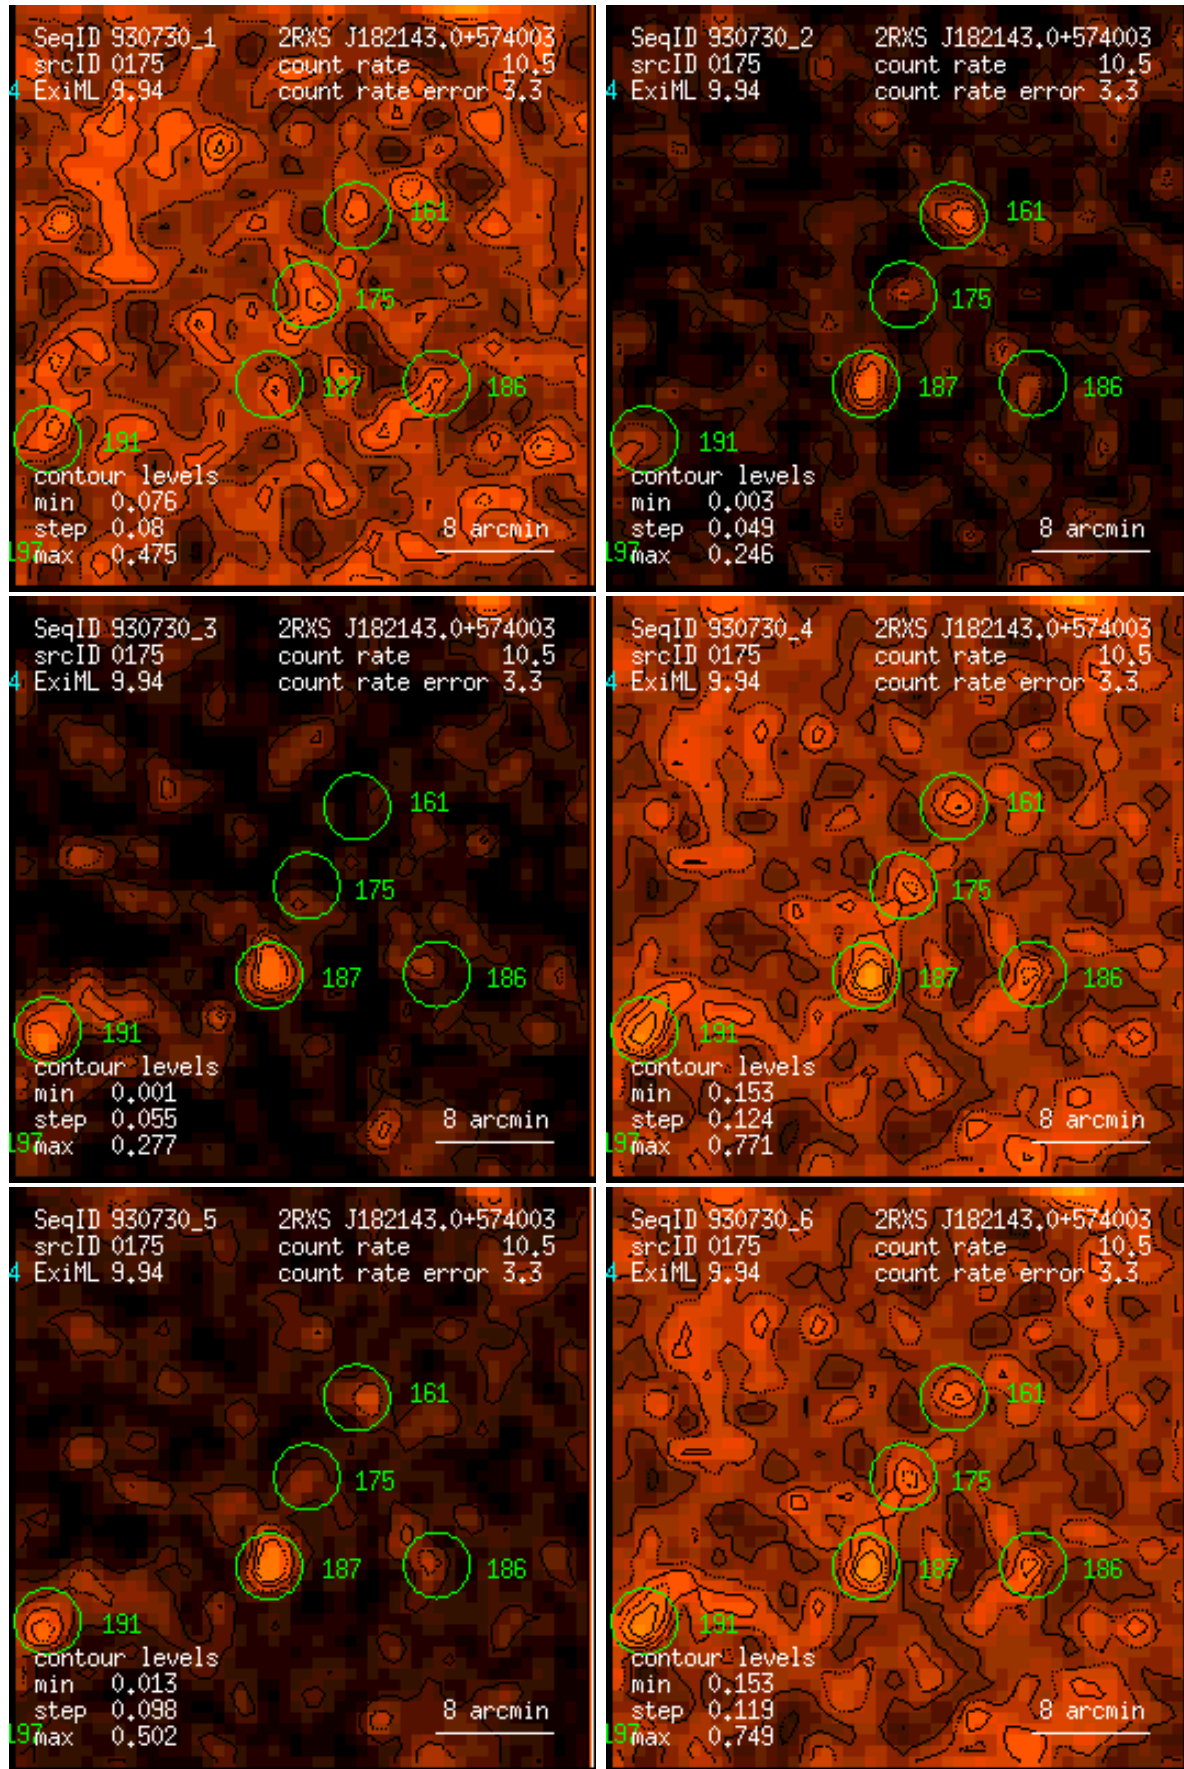 SeqID 930730_1 2RXS J182143.0+574003
srcID 0175 count rate 10.5
4 ExiML 9.94 count rate error 3.3
161
175
187 186
191
contour levels
min 0.076
step 0.08 8 arcmin
197 max 0.475
SeqID 930730_2 2RXS J182143.0+574003
srcID 0175 count rate 10.5
4 ExiML 9.94 count rate error 3.3
161
175
187 186
191
contour levels
min 0.003
step 0.049 8 arcmin
197 max 0.246
SeqID 930730_3 2RXS J182143.0+574003
srcID 0175 count rate 10.5
4 ExiML 9.94 count rate error 3.3
161
175
187 186
191
contour levels
min 0.001
step 0.055 8 arcmin
197 max 0.277
SeqID 930730_4 2RXS J182143.0+574003
srcID 0175 count rate 10.5
4 ExiML 9.94 count rate error 3.3
161
175
187 186
191
contour levels
min 0.153
step 0.124 8 arcmin
197 max 0.771
SeqID 930730_5 2RXS J182143.0+574003
srcID 0175 count rate 10.5
4 ExiML 9.94 count rate error 3.3
161
175
187 186
191
contour levels
min 0.013
step 0.098 8 arcmin
197 max 0.502
SeqID 930730_6 2RXS J182143.0+574003
srcID 0175 count rate 10.5
4 ExiML 9.94 count rate error 3.3
161
175
187 186
191
contour levels
min 0.153
step 0.119 8 arcmin
197 max 0.749